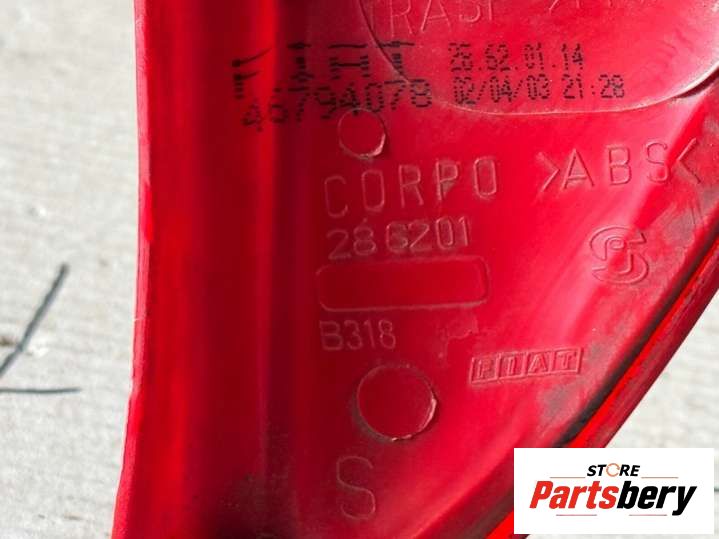 28.62.01.14
46794078 02/04/03 21:28
CORPO >ABS<
286201
B318
FIAT
S
STORE
Partsbery